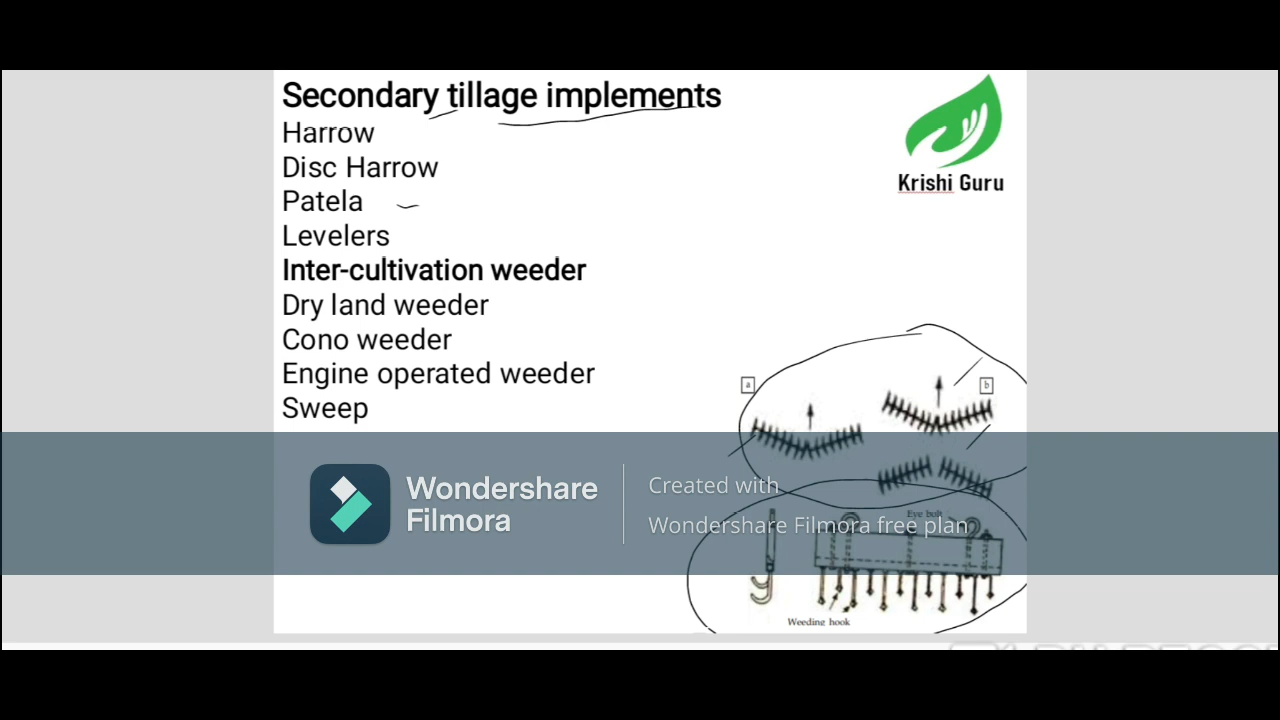 Secondary tillage implements
Harrow
Disc Harrow
Patela
Levelers
Inter-cultivation weeder
Dry land weeder
Cono weeder
Engine operated weeder
Sweep
Krishi Guru
a
b
Wondershare
Filmora
Created with
Wondershare Filmora free plan
Eye bolt
Weeding hook